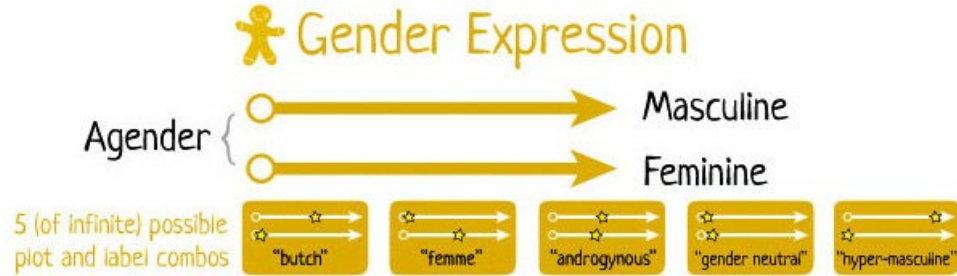 Gender Expression
Masculine
Agender
Feminine
5 (of infinite) possible
plot and label combos
"butch"
"femme"
"androgynous"
"gender neutral"
"hyper-masculine"